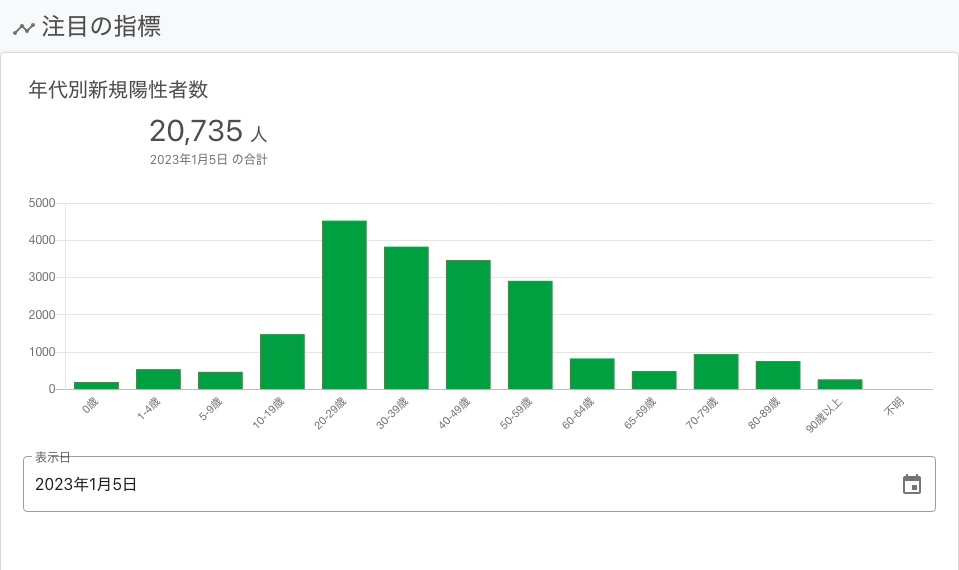 注目の指標
年代別新規陽性者数
20,735 人
2023年1月5日 の合計
5000
4000
3000
2000
1000
0
0歳
1-4歳
5-9歳
10-19歳
20-29歳
30-39歳
40-49歳
50-59歳
60-64歳
65-69歳
70-79歳
80-89歳
90歳以上
不明
表示日
2023年1月5日